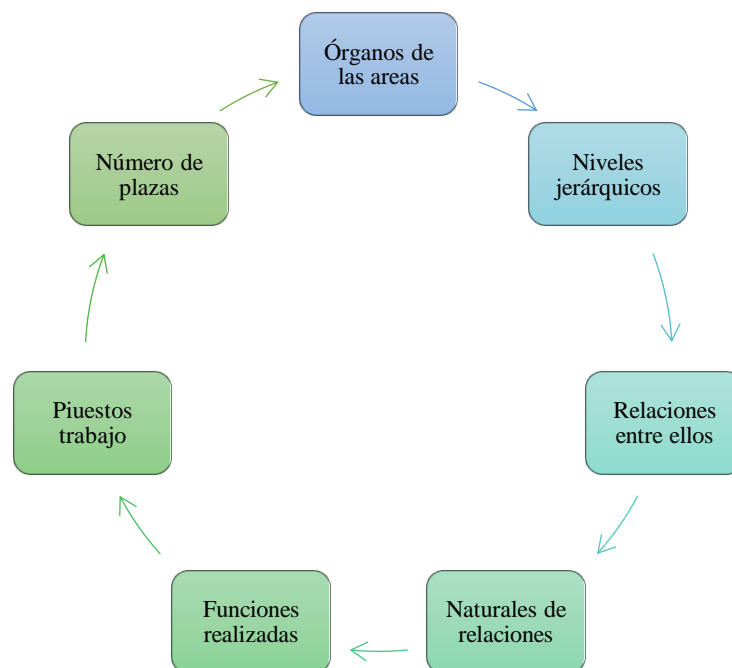 Órganos de
las areas
Niveles
jerárquicos
Relaciones
entre ellos
Naturales de
relaciones
Funciones
realizadas
Piuestos
trabajo
Número de
plazas